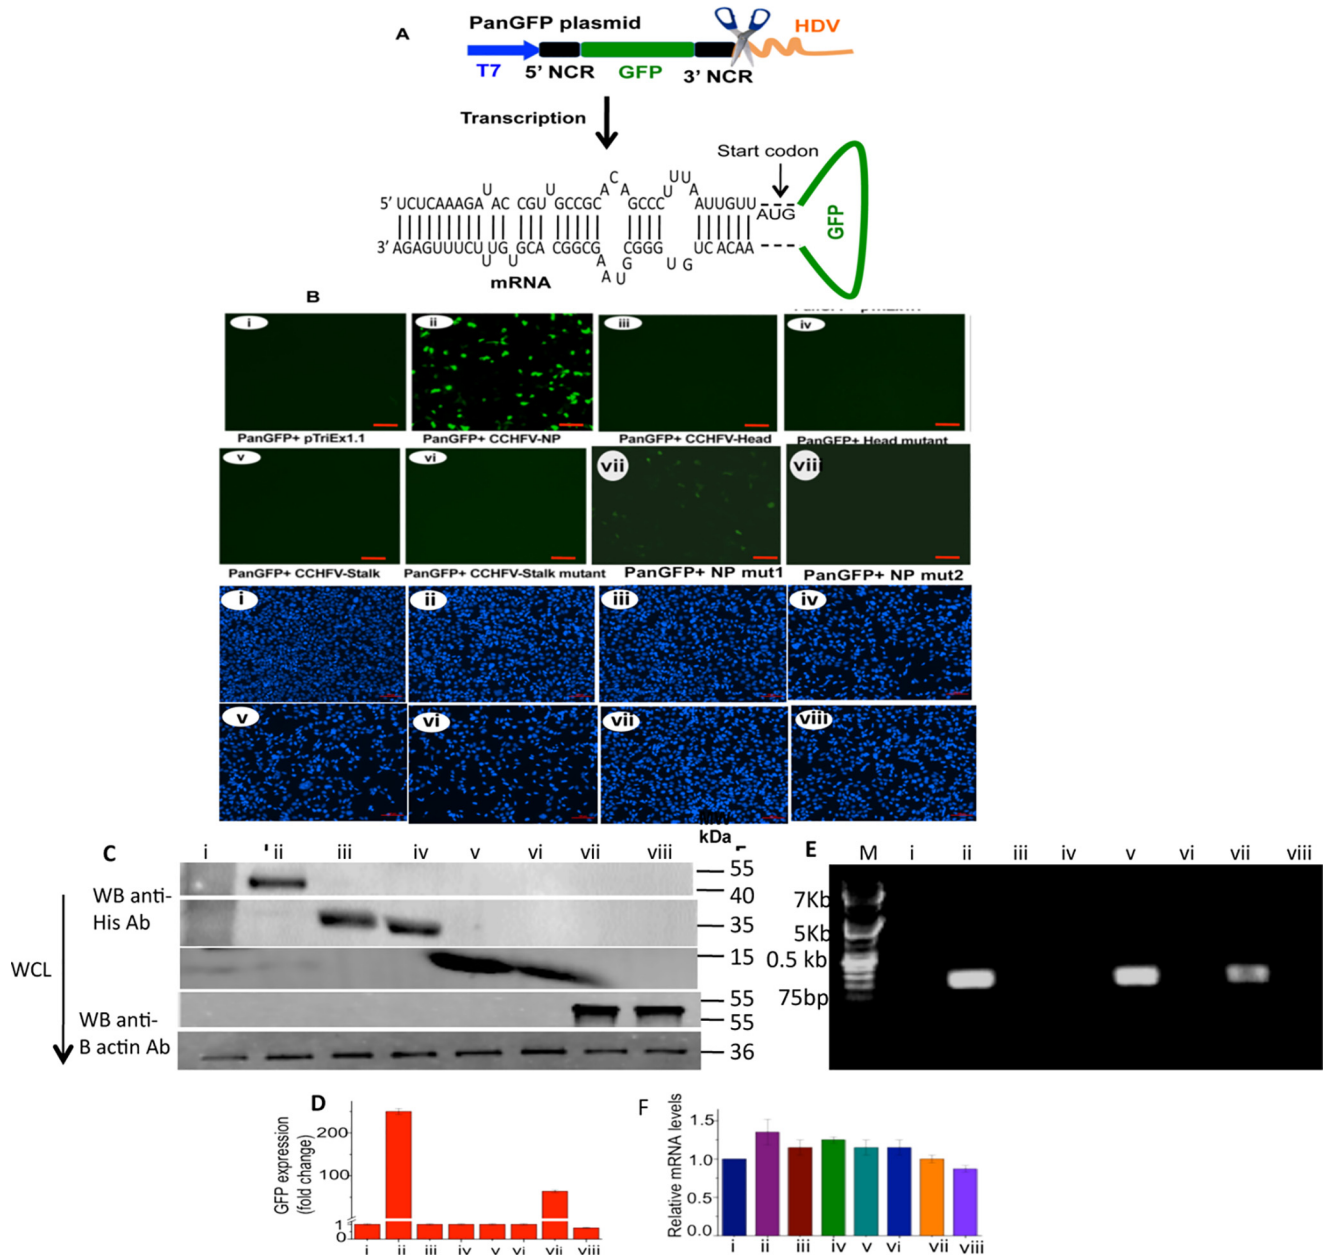 A
PanGFP plasmid
HDV
T7 5' NCR GFP 3' NCR
Transcription
Start codon
U U A C A U U U A
5' UCUCAAAGA AC CGU GCCGC GCCC AUUGUU
AUG
GFP
3' AGAGUUUCU UG GCA CGGCG CGGG UC ACAA
U U A A U G U G
mRNA
B
i ii iii iv
PanGFP+ pTriEx1.1 PanGFP+ CCHFV-NP PanGFP+ CCHFV-Head PanGFP+ Head mutant
v vi vii viii
PanGFP+ CCHFV-Stalk PanGFP+ CCHFV-Stalk mutant PanGFP+ NP mut1 PanGFP+ NP mut2
i ii iii iv
v vi vii viii
kDa
C i ii iii iv v vi vii viii
WB anti-
His Ab
WCL
WB anti-
B actin Ab
55
40
35
15
55
55
36
E M i ii iii iv v vi vii viii
7Kb
5Kb
0.5 kb
75bp
D
GFP expression
(fold change)
200
100
1
0
i ii iii iv v vi vii viii
F
Relative mRNA levels
1.5
1.0
0.5
0.0
i ii iii iv v vi vii viii